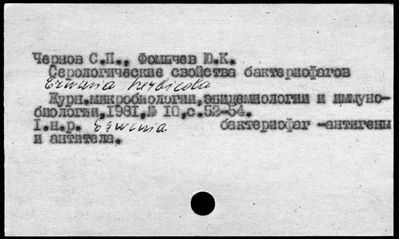 Чернов С.П., Фомичев Ю.К.
Серологические свойства бактериофагов
Erwinia herbicola
Журн.микробиологии,эпидемиологии и иммуно-
биологии,1981,№ 10,с.52-54.
I.н.р. Erwinia бактериофаг -антигены
и антитела.